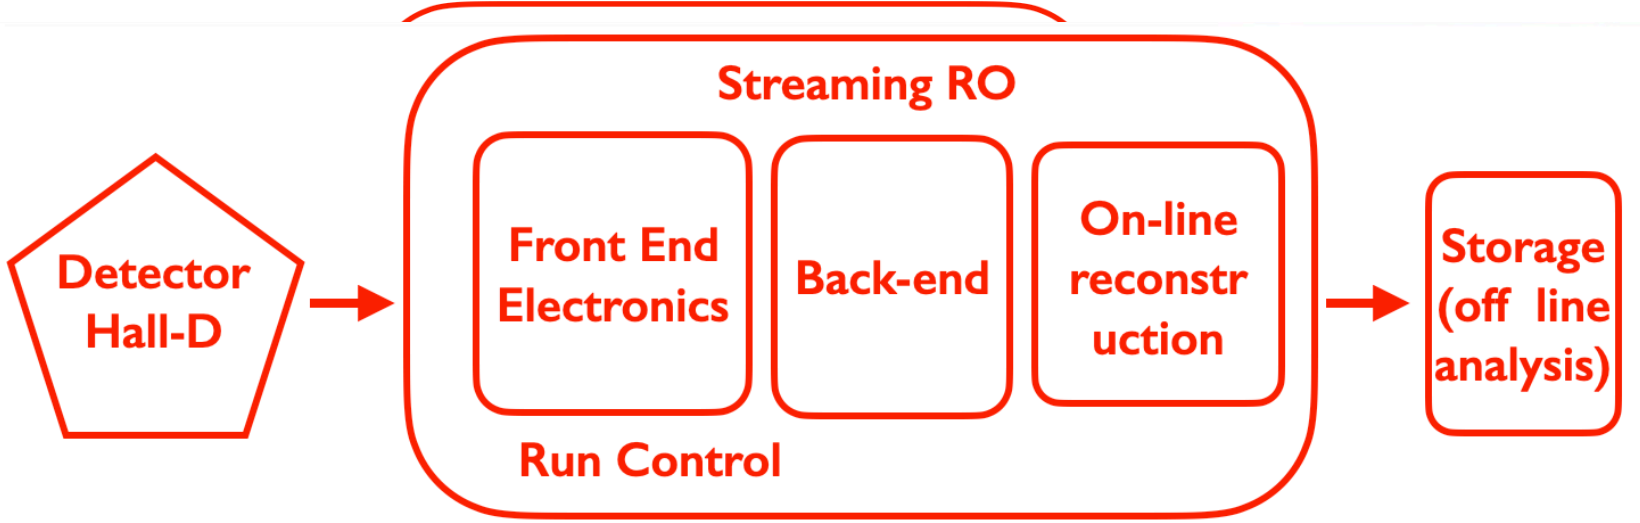 Streaming RO
Detector
Hall-D
Front End
Electronics
Back-end
On-line
reconstr
uction
Storage
(off line
analysis)
Run Control